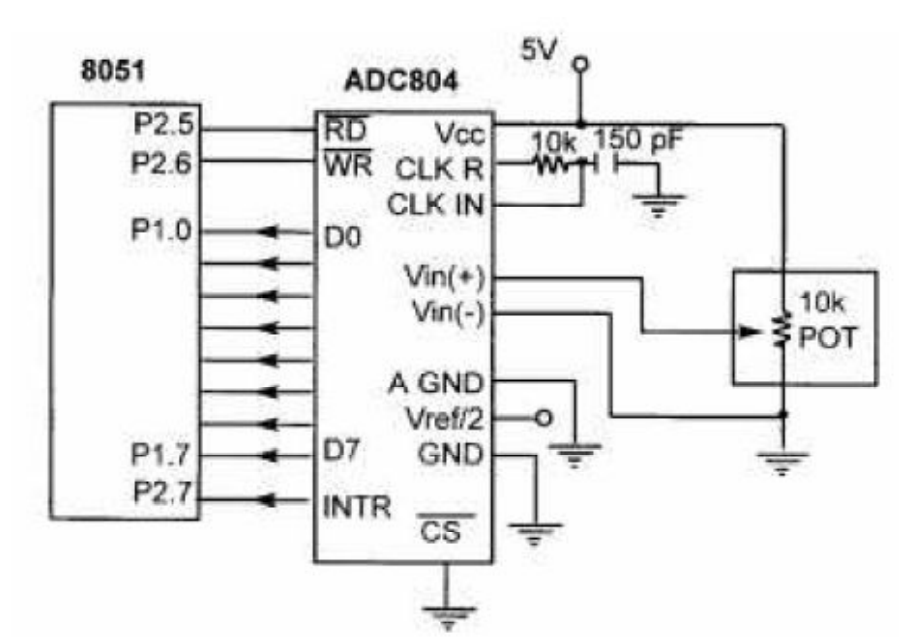 8051
P2.5
P2.6
P1.0
P1.7
P2.7
ADC804
RD
WR
D0
D7
INTR
Vcc
CLK R
CLK IN
Vin(+)
Vin(-)
A GND
Vref/2
GND
CS
5V
10k
150 pF
10k
POT